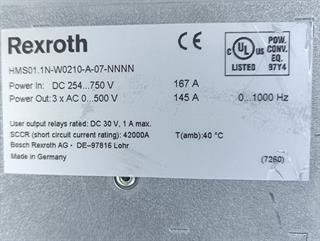 Rexroth
CE
C UL US
LISTED
POW.
CONV.
EQ.
97Y4
HMS01.1N-W0210-A-07-NNNN
Power In: DC 254...750 V 167 A
Power Out: 3 x AC 0...500 V 145 A 0...1000 Hz
User output relays rated: DC 30 V, 1 A max.
SCCR (short circuit current rating): 42000A T(amb):40 °C
Bosch Rexroth AG • DE-97816 Lohr
Made in Germany (7260)